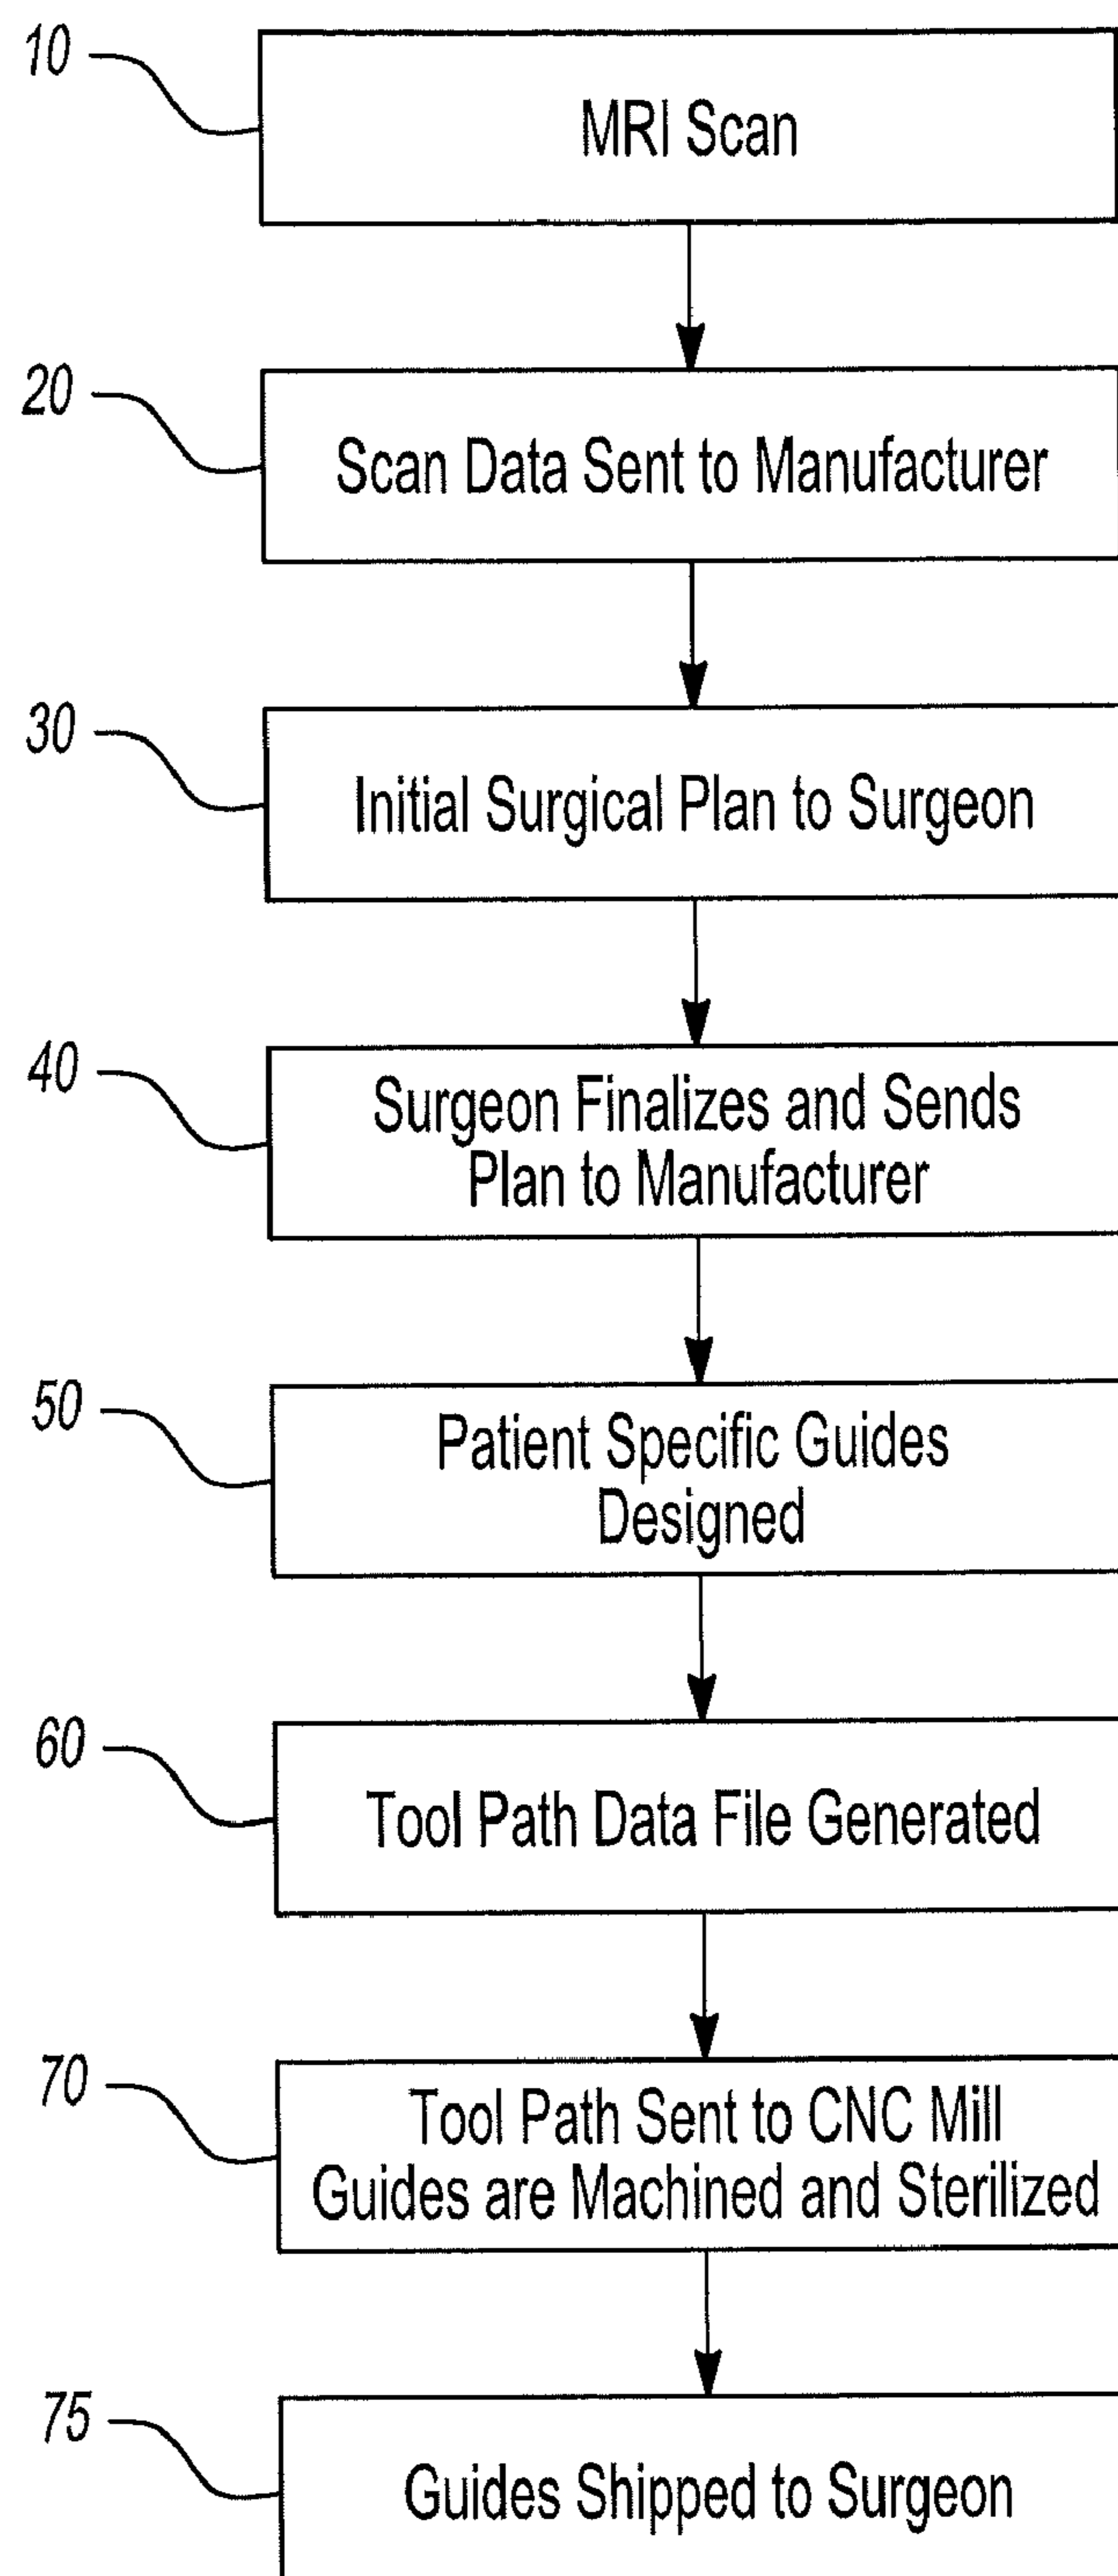 10
MRI Scan
20
Scan Data Sent to Manufacturer
30
Initial Surgical Plan to Surgeon
40
Surgeon Finalizes and Sends
Plan to Manufacturer
50
Patient Specific Guides
Designed
60
Tool Path Data File Generated
70
Tool Path Sent to CNC Mill
Guides are Machined and Sterilized
75
Guides Shipped to Surgeon